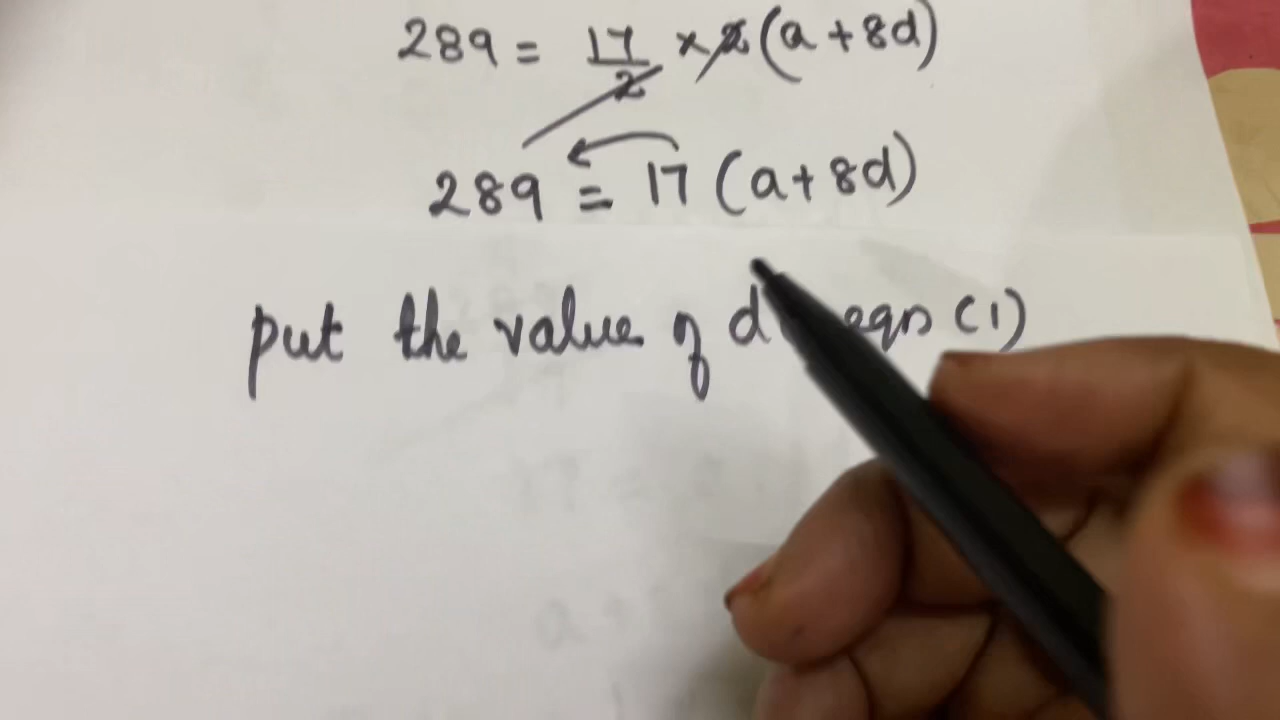 289 = 17/2 × 2 (a + 8d)
289 = 17 (a + 8d)
put the value of d eqn (1)